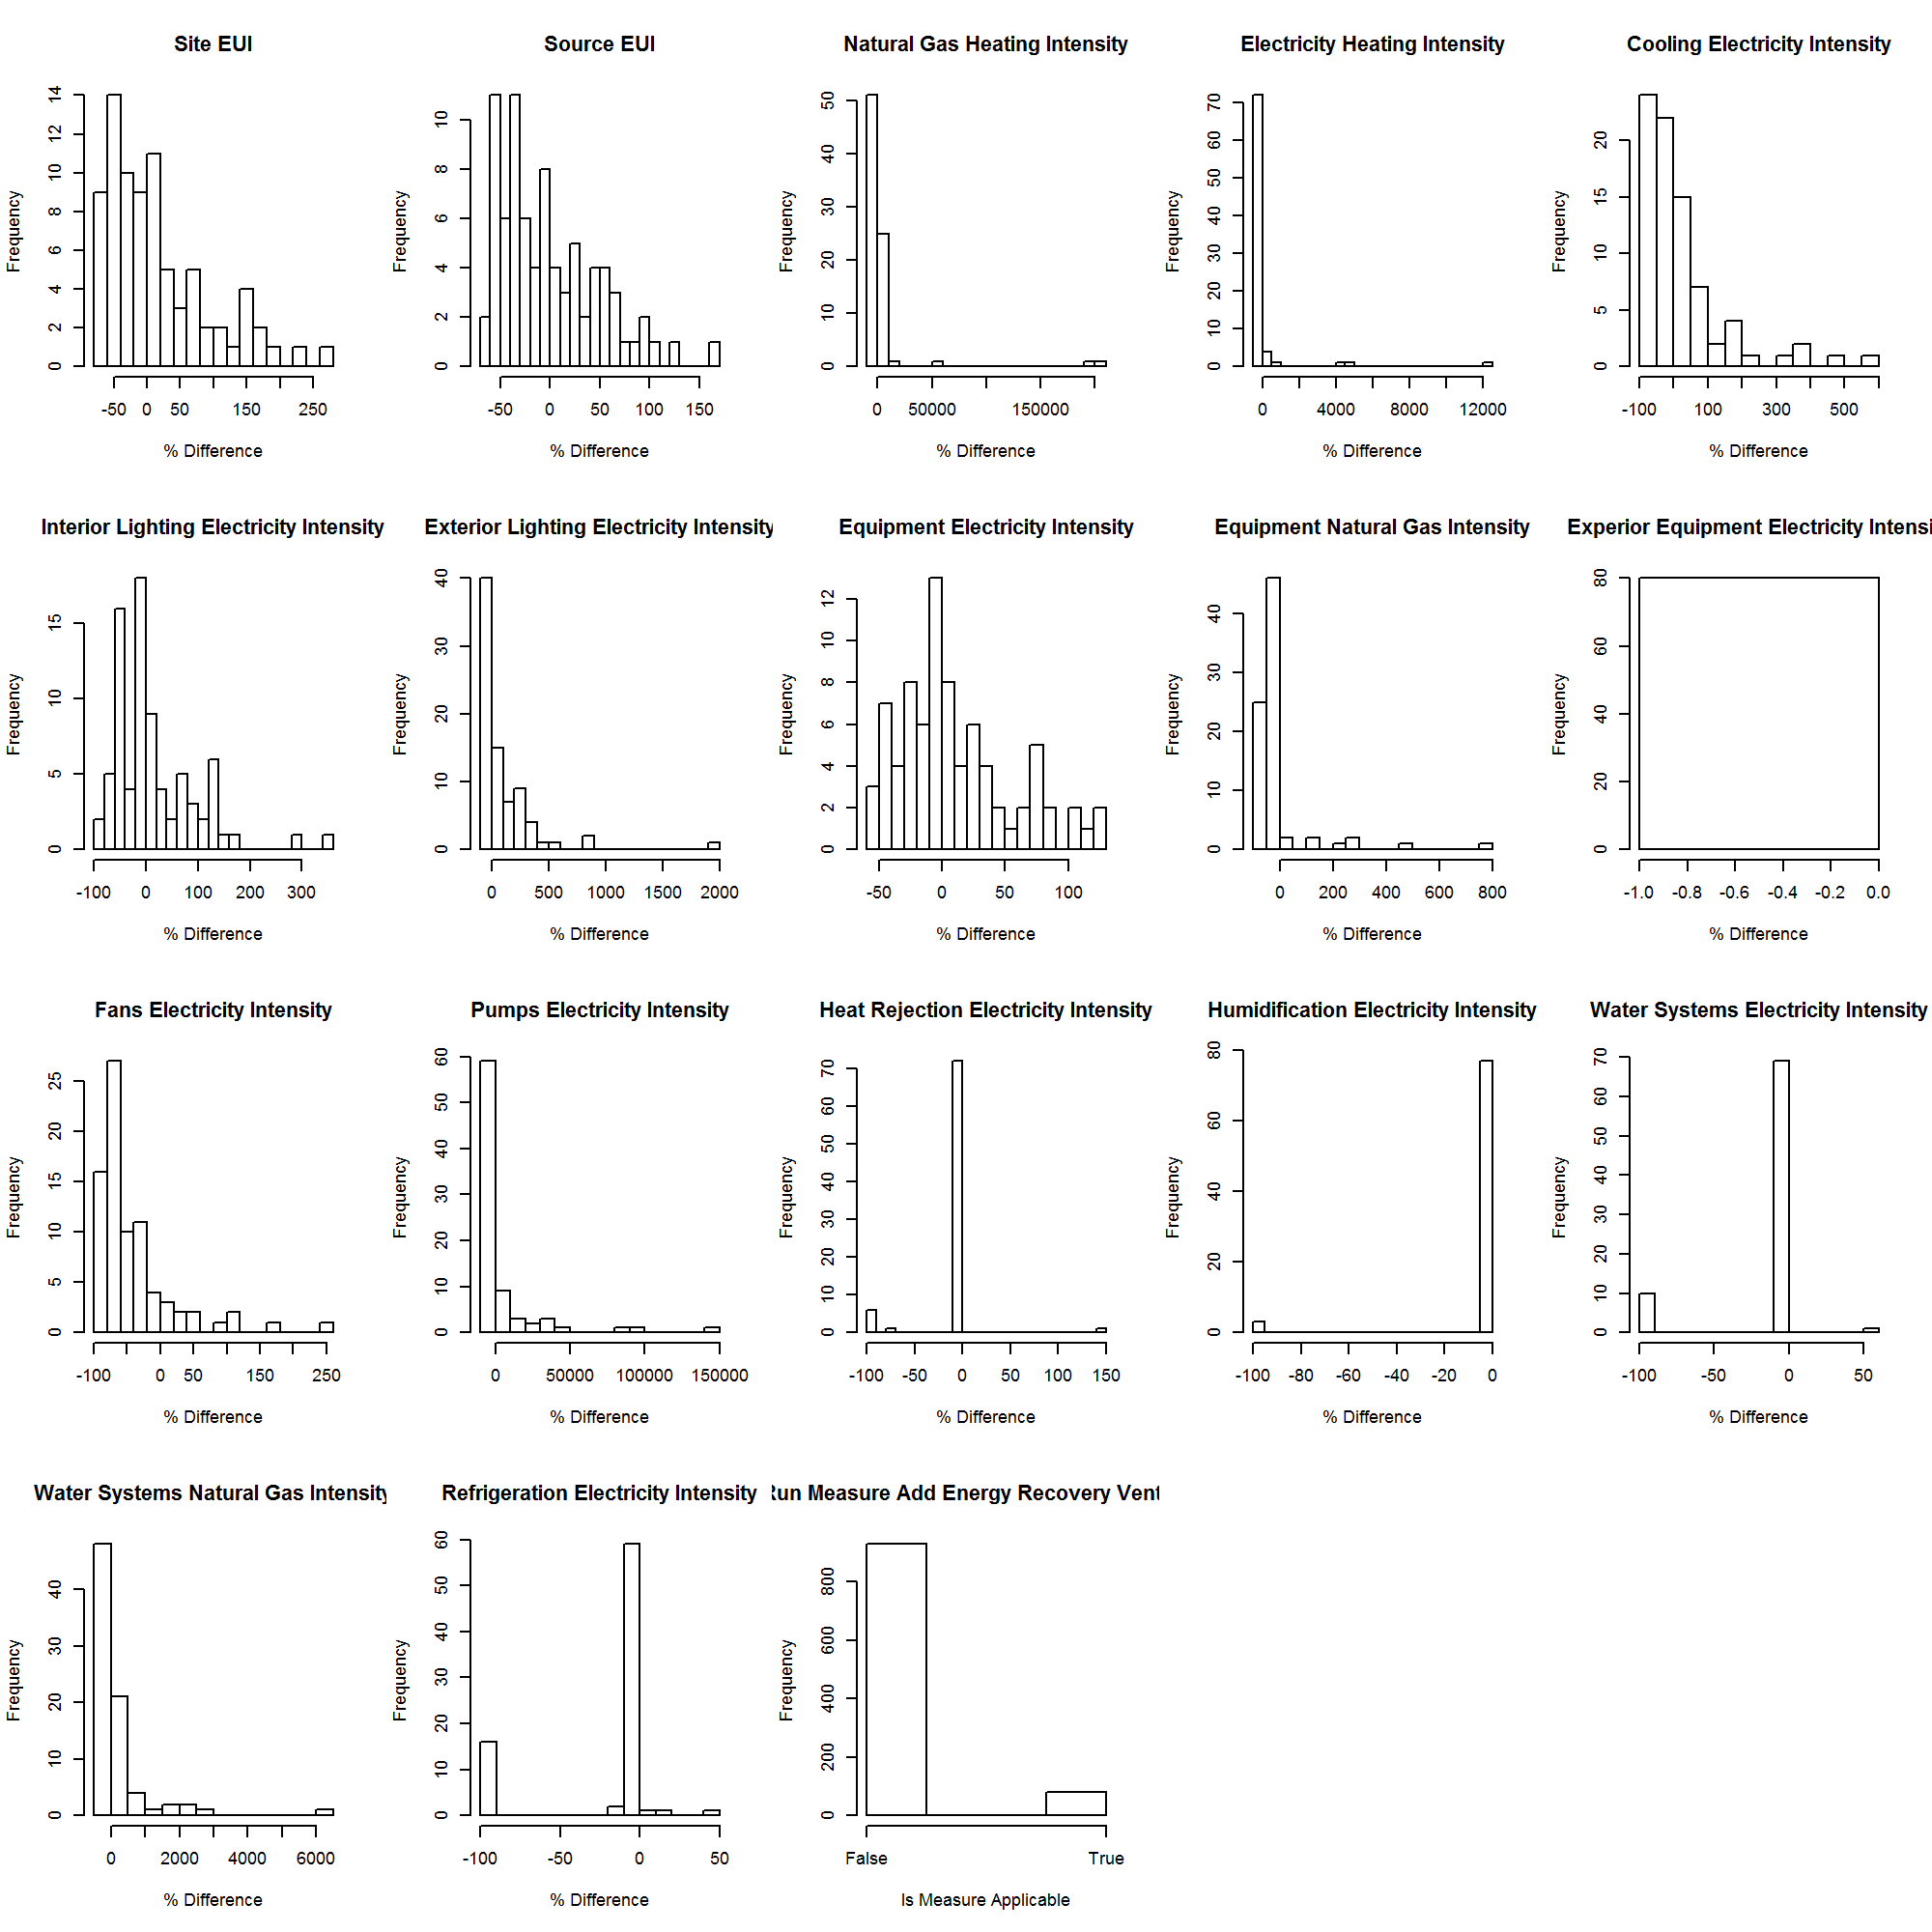 Site EUI
Frequency
0 2 4 6 8 10 12 14
-50 0 50 150 250
% Difference
Source EUI
Frequency
0 2 4 6 8 10
-50 0 50 100 150
% Difference
Natural Gas Heating Intensity
Frequency
0 10 20 30 40 50
0 50000 150000
% Difference
Electricity Heating Intensity
Frequency
0 10 20 30 40 50 60 70
0 4000 8000 12000
% Difference
Cooling Electricity Intensity
Frequency
0 5 10 15 20
-100 100 300 500
% Difference
Interior Lighting Electricity Intensity
Frequency
0 5 10 15
-100 0 100 300
% Difference
Exterior Lighting Electricity Intensity
Frequency
0 10 20 30 40
0 500 1000 1500 2000
% Difference
Equipment Electricity Intensity
Frequency
0 2 4 6 8 10 12
-50 0 50 100
% Difference
Equipment Natural Gas Intensity
Frequency
0 10 20 30 40
0 200 400 600 800
% Difference
Experior Equipment Electricity Intensi
Frequency
0 20 40 60 80
-1.0 -0.8 -0.6 -0.4 -0.2 0.0
% Difference
Fans Electricity Intensity
Frequency
0 5 10 15 20 25
-100 0 50 150 250
% Difference
Pumps Electricity Intensity
Frequency
0 10 20 30 40 50 60
0 50000 100000 150000
% Difference
Heat Rejection Electricity Intensity
Frequency
0 10 20 30 40 50 60 70
-100 -50 0 50 100 150
% Difference
Humidification Electricity Intensity
Frequency
0 20 40 60 80
-100 -80 -60 -40 -20 0
% Difference
Water Systems Electricity Intensity
Frequency
0 10 20 30 40 50 60 70
-100 -50 0 50
% Difference
Water Systems Natural Gas Intensity
Frequency
0 10 20 30 40
0 2000 4000 6000
% Difference
Refrigeration Electricity Intensity
Frequency
0 10 20 30 40 50 60
-100 -50 0 50
% Difference
Run Measure Add Energy Recovery Vent
Frequency
0 200 400 600 800
False True
Is Measure Applicable